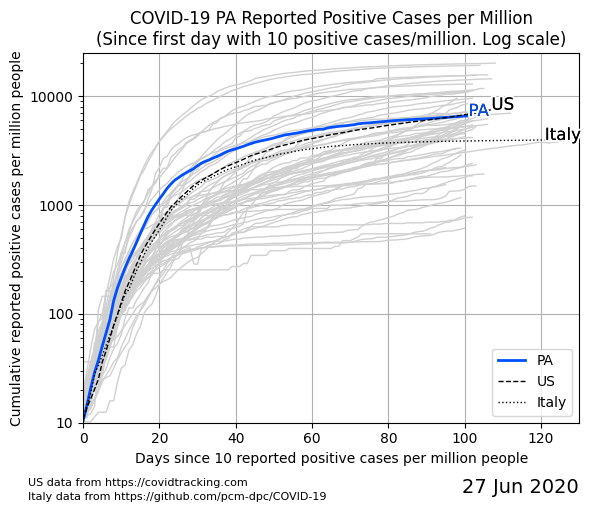 COVID-19 PA Reported Positive Cases per Million
(Since first day with 10 positive cases/million. Log scale)
Cumulative reported positive cases per million people
10000
1000
100
10
PA
US
Italy
PA
US
Italy
0
20
40
60
80
100
120
Days since 10 reported positive cases per million people
US data from https://covidtracking.com
Italy data from https://github.com/pcm-dpc/COVID-19
27 Jun 2020